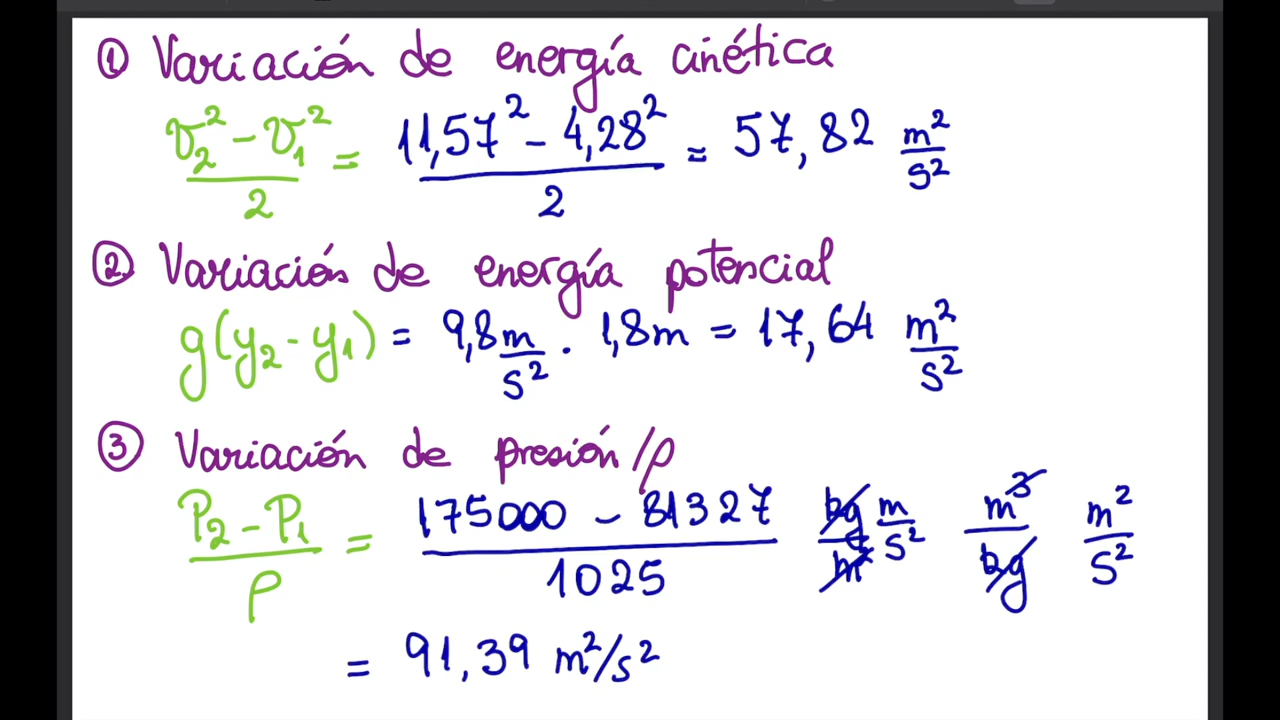 ① Variación de energía cinética
(v₂² - v₁²)/2 = (11,57² - 4,28²)/2 = 57,82 m²/s²
② Variación de energía potencial
g(y₂ - y₁) = 9,8 m/s² · 1,8m = 17,64 m²/s²
③ Variación de presión/ρ
(P₂ - P₁)/ρ = (175000 - 81327)/1025 kg/m² m/s² m³/kg m²/s²
= 91,39 m²/s²